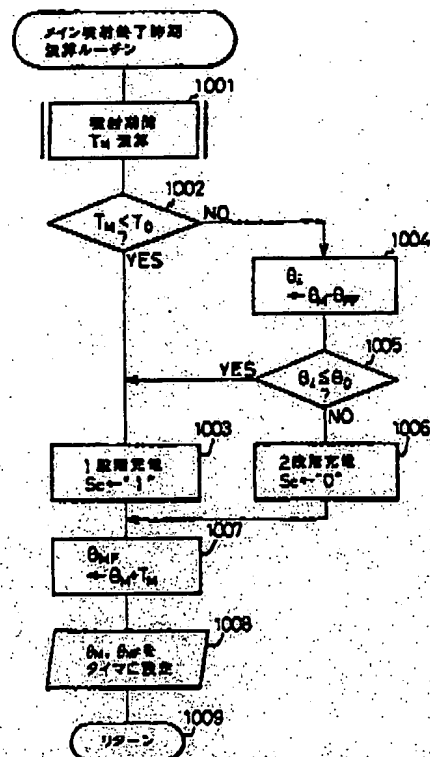 メイン噴射終了時期
演算ルーチン
1001
噴射期間
TM 演算
1002
TM ≤ T0
?
NO
YES
1004
θi
←θM-θPF
1005
YES
θi ≤ θ0
?
NO
1003
1段階充電
Sc←"1"
1006
2段階充電
Sc←"0"
1007
θMF
←θM+TM
1008
θM, θMFを
タイマに設定
1009
リターン